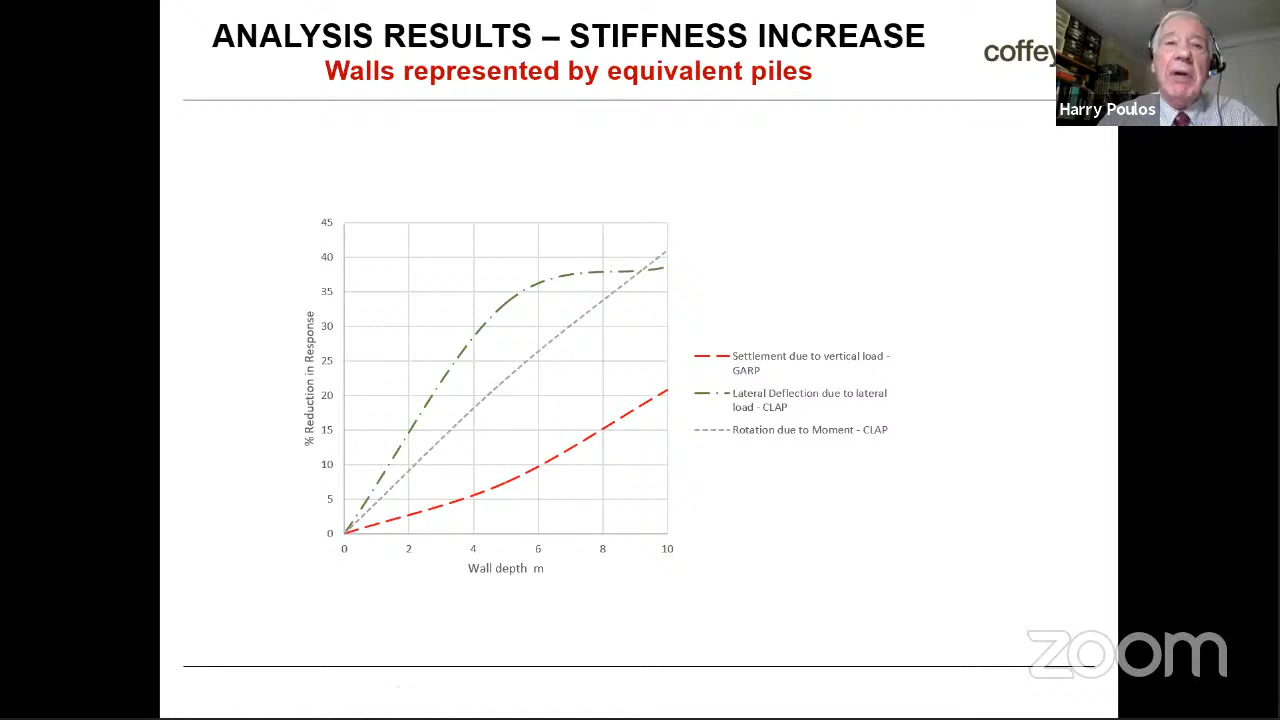 ANALYSIS RESULTS – STIFFNESS INCREASE
Walls represented by equivalent piles
coffey
Harry Poulos
45
40
35
30
25
20
15
10
5
0
% Reduction in Response
0 2 4 6 8 10
Wall depth m
Settlement due to vertical load -
GARP
Lateral Deflection due to lateral
load - CLAP
Rotation due to Moment - CLAP
zoom